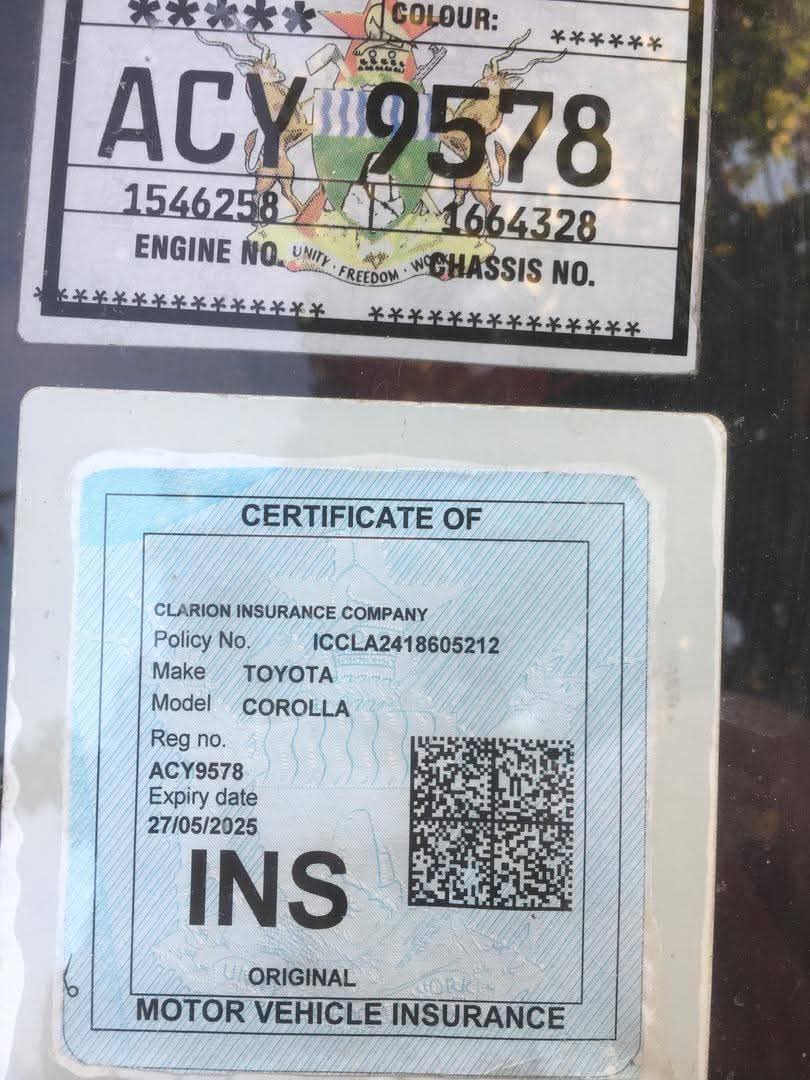 ***** COLOUR: ******
ACY 9578
1546258 1664328
ENGINE NO. CHASSIS NO.
UNITY · FREEDOM · WORK
*************** **************
CERTIFICATE OF
CLARION INSURANCE COMPANY
Policy No. ICCLA2418605212
Make TOYOTA
Model COROLLA
Reg no.
ACY9578
Expiry date
27/05/2025
INS
ORIGINAL
MOTOR VEHICLE INSURANCE